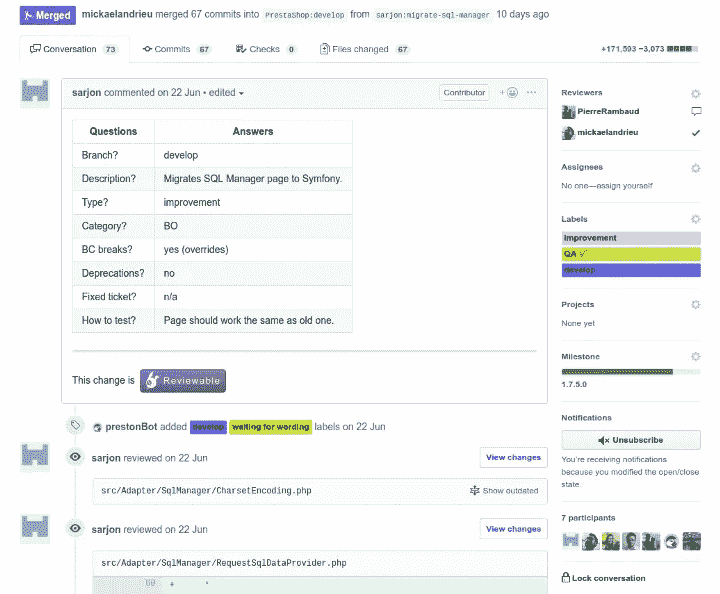 Merged mickaelandrieu merged 67 commits into PrestaShop:develop from sarjon:migrate-sql-manager 10 days ago
Conversation 73 Commits 67 Checks 0 Files changed 67 +171,593 −3,073
sarjon commented on 22 Jun • edited Contributor
Questions Answers
Branch? develop
Description? Migrates SQL Manager page to Symfony.
Type? improvement
Category? BO
BC breaks? yes (overrides)
Deprecations? no
Fixed ticket? n/a
How to test? Page should work the same as old one.
This change is Reviewable
prestonBot added develop waiting for wording labels on 22 Jun
sarjon reviewed on 22 Jun View changes
src/Adapter/SqlManager/CharsetEncoding.php Show outdated
sarjon reviewed on 22 Jun View changes
src/Adapter/SqlManager/RequestSqlDataProvider.php
+
Reviewers
PierreRambaud
mickaelandrieu
Assignees
No one—assign yourself
Labels
improvement
QA ✓
develop
Projects
None yet
Milestone
1.7.5.0
Notifications
Unsubscribe
You're receiving notifications
because you modified the open/close
state.
7 participants
Lock conversation